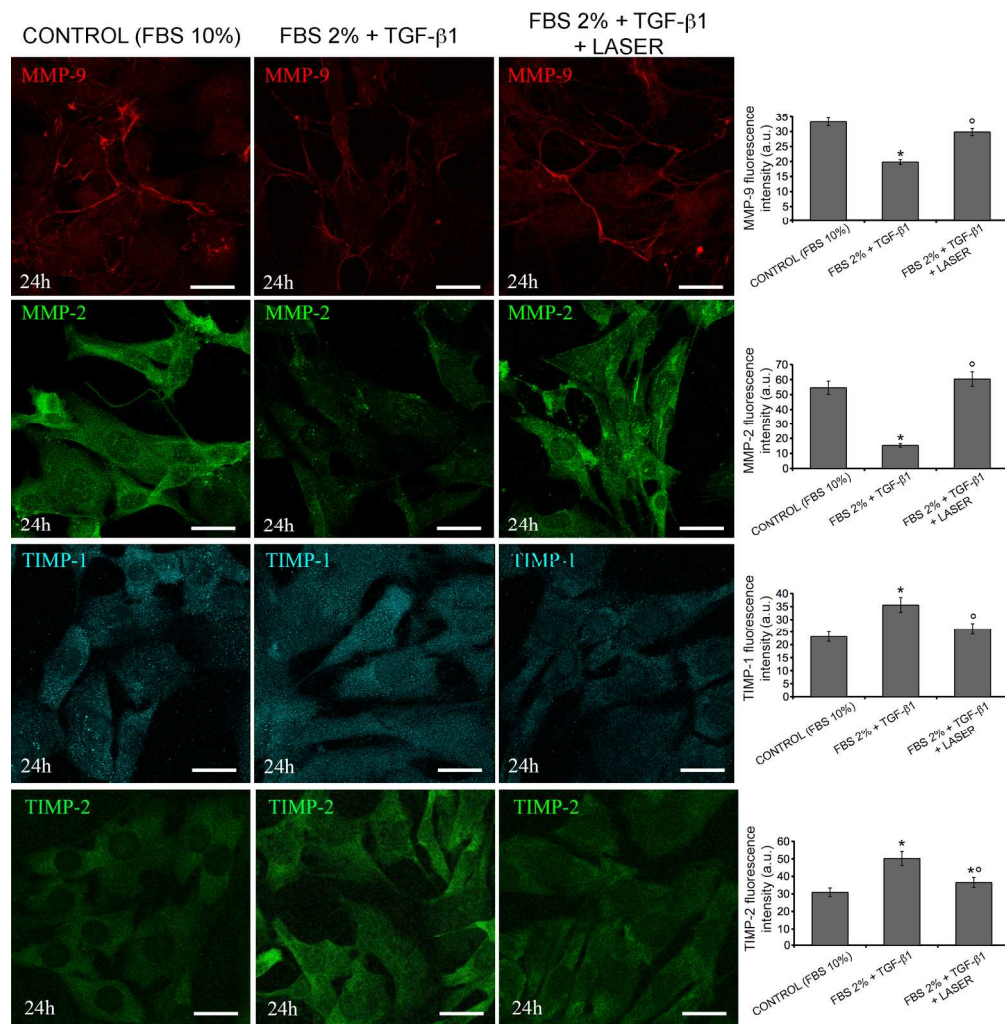 CONTROL (FBS 10%)
FBS 2% + TGF-β1
FBS 2% + TGF-β1
+ LASER
MMP-9
24h
MMP-9
24h
MMP-9
24h
MMP-9 fluorescence
intensity (a.u.)
35
30
25
20
15
10
5
0
*
°
CONTROL (FBS 10%)
FBS 2% + TGF-β1
FBS 2% + TGF-β1
+ LASER
MMP-2
24h
MMP-2
24h
MMP-2
24h
MMP-2 fluorescence
intensity (a.u.)
70
60
50
40
30
20
10
0
*
°
CONTROL (FBS 10%)
FBS 2% + TGF-β1
FBS 2% + TGF-β1
+ LASER
TIMP-1
24h
TIMP-1
24h
TIMP-1
24h
TIMP-1 fluorescence
intensity (a.u.)
40
35
30
25
20
15
10
5
0
*
°
CONTROL (FBS 10%)
FBS 2% + TGF-β1
FBS 2% + TGF-β1
+ LASER
TIMP-2
24h
TIMP-2
24h
TIMP-2
24h
TIMP-2 fluorescence
intensity (a.u.)
60
50
40
30
20
10
0
*
*°
CONTROL (FBS 10%)
FBS 2% + TGF-β1
FBS 2% + TGF-β1
+ LASER